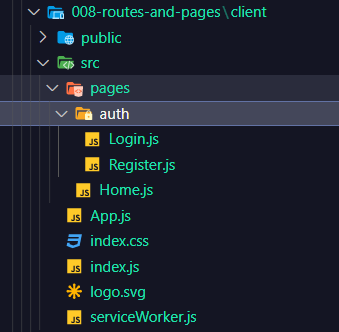 008-routes-and-pages\client
public
src
pages
auth
JS Login.js
JS Register.js
JS Home.js
JS App.js
index.css
JS index.js
logo.svg
JS serviceWorker.js